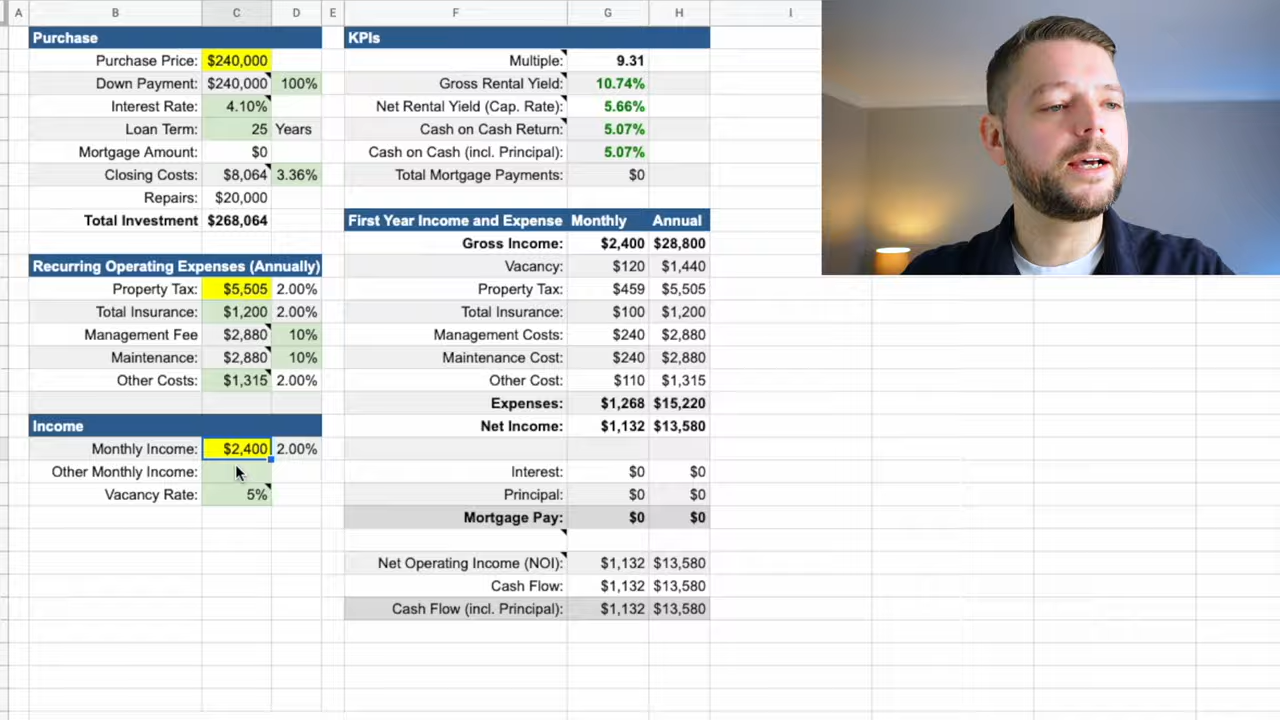 A B C D E F G H I
Purchase
Purchase Price: $240,000
Down Payment: $240,000 100%
Interest Rate: 4.10%
Loan Term: 25 Years
Mortgage Amount: $0
Closing Costs: $8,064 3.36%
Repairs: $20,000
Total Investment $268,064
Recurring Operating Expenses (Annually)
Property Tax: $5,505 2.00%
Total Insurance: $1,200 2.00%
Management Fee $2,880 10%
Maintenance: $2,880 10%
Other Costs: $1,315 2.00%
Income
Monthly Income: $2,400 2.00%
Other Monthly Income:
Vacancy Rate: 5%
KPIs
Multiple: 9.31
Gross Rental Yield: 10.74%
Net Rental Yield (Cap. Rate): 5.66%
Cash on Cash Return: 5.07%
Cash on Cash (incl. Principal): 5.07%
Total Mortgage Payments: $0
First Year Income and Expense Monthly Annual
Gross Income: $2,400 $28,800
Vacancy: $120 $1,440
Property Tax: $459 $5,505
Total Insurance: $100 $1,200
Management Costs: $240 $2,880
Maintenance Cost: $240 $2,880
Other Cost: $110 $1,315
Expenses: $1,268 $15,220
Net Income: $1,132 $13,580
Interest: $0 $0
Principal: $0 $0
Mortgage Pay: $0 $0
Net Operating Income (NOI): $1,132 $13,580
Cash Flow: $1,132 $13,580
Cash Flow (incl. Principal): $1,132 $13,580